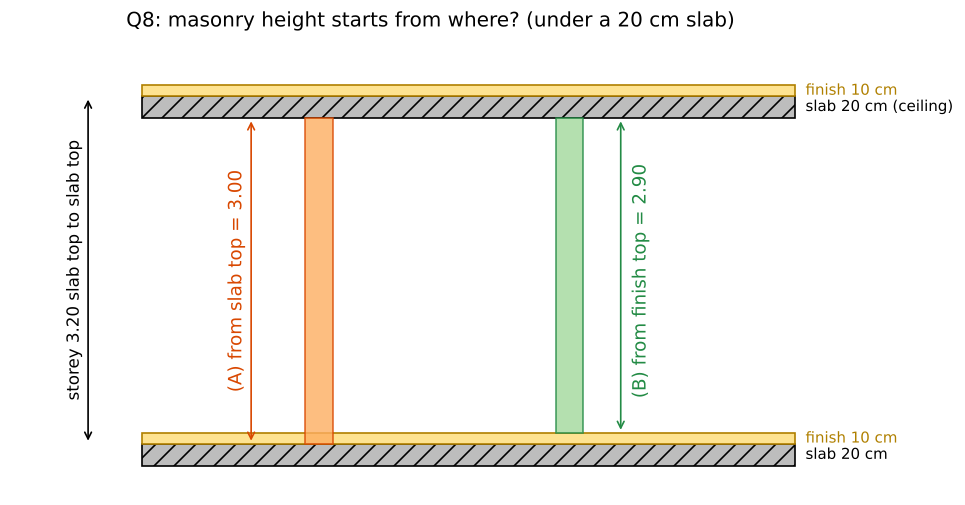 Q8: masonry height starts from where? (under a 20 cm slab)
finish 10 cm
slab 20 cm (ceiling)
storey 3.20 slab top to slab top
(A) from slab top = 3.00
(B) from finish top = 2.90
finish 10 cm
slab 20 cm